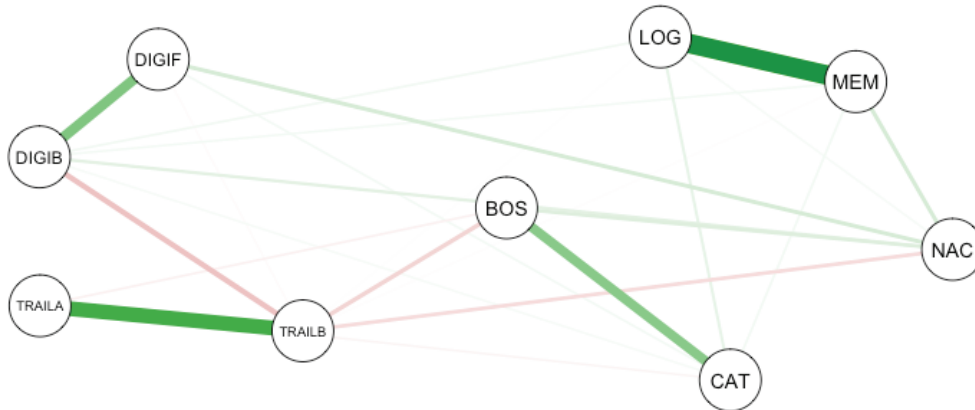 LOG
DIGIF
MEM
DIGIB
BOS
NAC
TRAILA
TRAILB
CAT